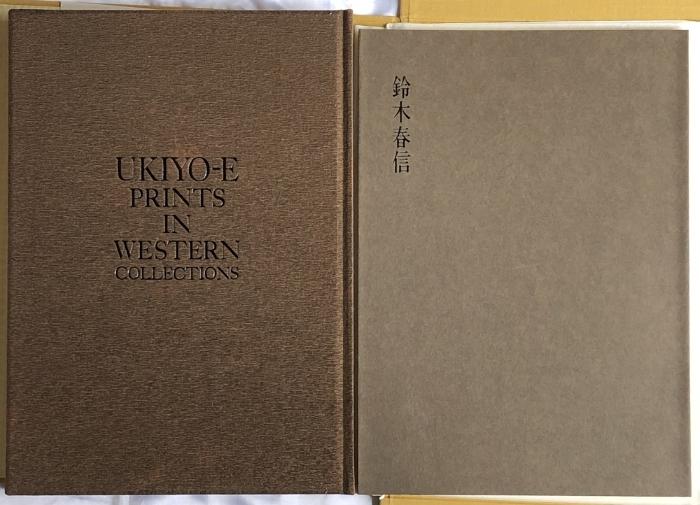 UKIYO-E
PRINTS
IN
WESTERN
COLLECTIONS
鈴木春信